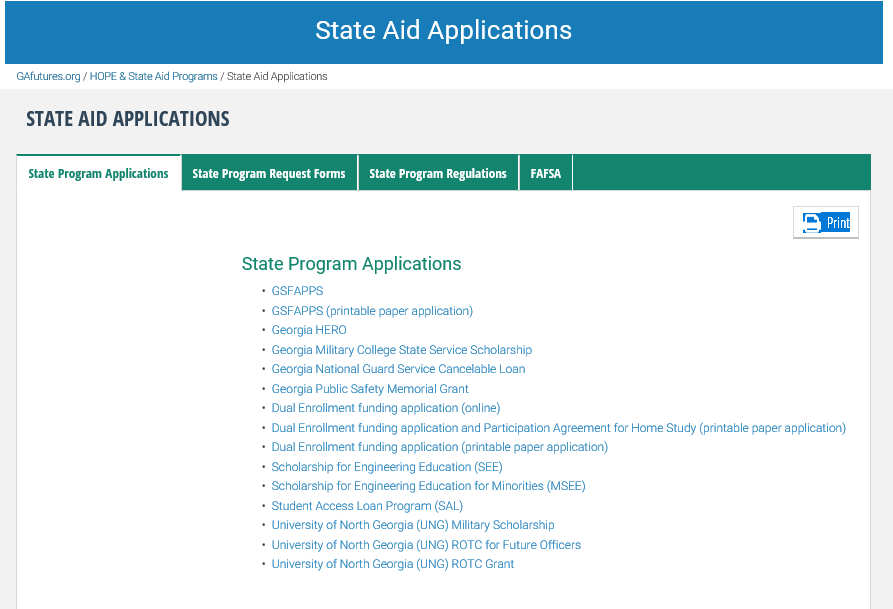 State Aid Applications
GAfutures.org / HOPE & State Aid Programs / State Aid Applications
STATE AID APPLICATIONS
State Program Applications State Program Request Forms State Program Regulations FAFSA
Print
State Program Applications
• GSFAPPS
• GSFAPPS (printable paper application)
• Georgia HERO
• Georgia Military College State Service Scholarship
• Georgia National Guard Service Cancelable Loan
• Georgia Public Safety Memorial Grant
• Dual Enrollment funding application (online)
• Dual Enrollment funding application and Participation Agreement for Home Study (printable paper application)
• Dual Enrollment funding application (printable paper application)
• Scholarship for Engineering Education (SEE)
• Scholarship for Engineering Education for Minorities (MSEE)
• Student Access Loan Program (SAL)
• University of North Georgia (UNG) Military Scholarship
• University of North Georgia (UNG) ROTC for Future Officers
• University of North Georgia (UNG) ROTC Grant